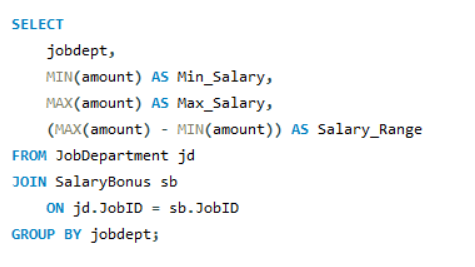 SELECT
    jobdept,
    MIN(amount) AS Min_Salary,
    MAX(amount) AS Max_Salary,
    (MAX(amount) - MIN(amount)) AS Salary_Range
FROM JobDepartment jd
JOIN SalaryBonus sb
    ON jd.JobID = sb.JobID
GROUP BY jobdept;